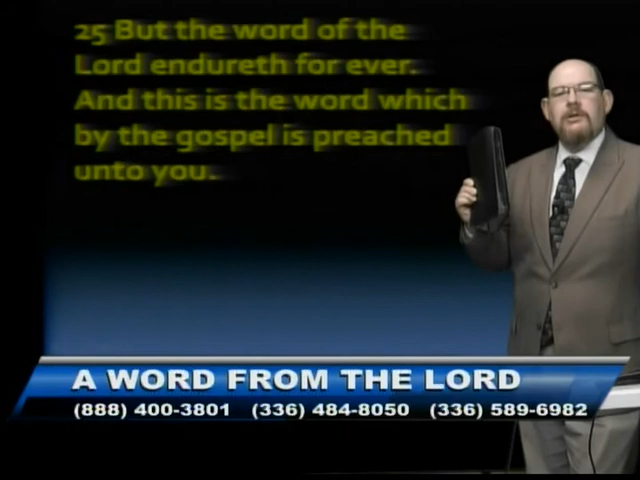 25 But the word of the
Lord endureth for ever.
And this is the word which
by the gospel is preached
unto you.
A WORD FROM THE LORD
(888) 400-3801 (336) 484-8050 (336) 589-6982